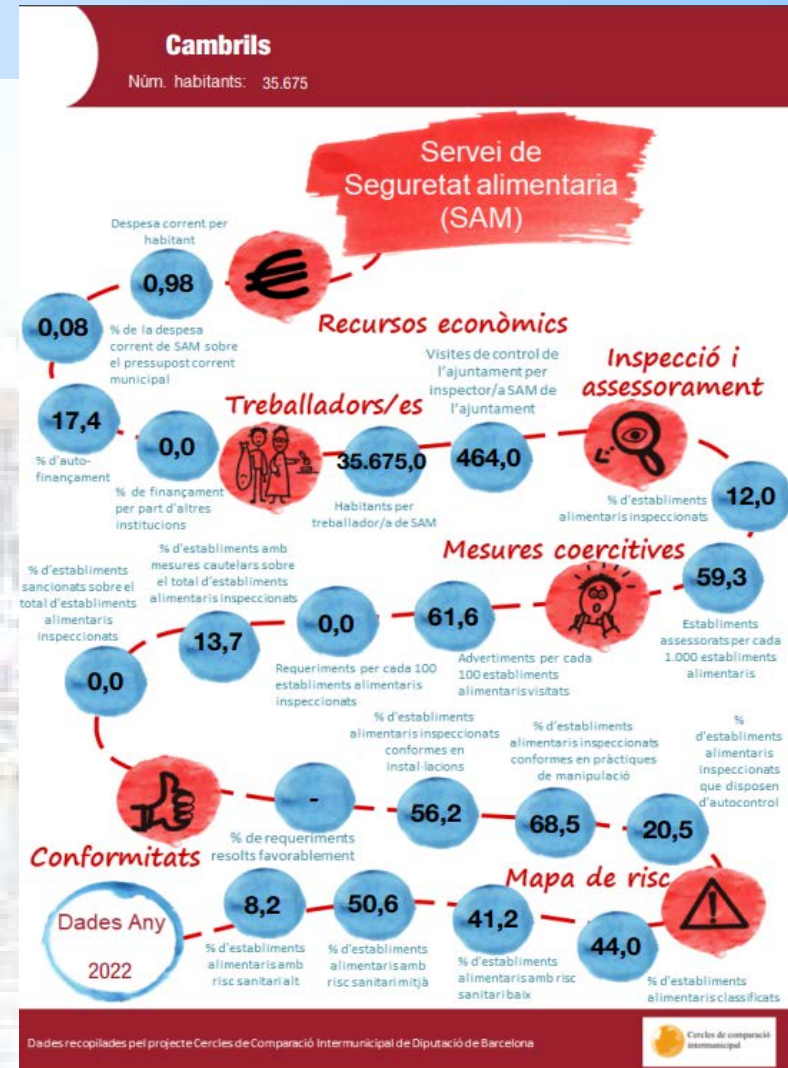 Cambrils
Núm. habitants: 35.675
Servei de
Seguretat alimentaria
(SAM)
Despesa corrent per
habitant
0,98
0,08
% de la despesa
corrent de SAM sobre
el pressupost corrent
municipal
Recursos econòmics
17,4
% d'auto-
finançament
0,0
% de finançament
per part d'altres
institucions
Treballadors/es
35.675,0
Habitants per
treballador/a de SAM
Visites de control de
l'ajuntament per
inspector/a SAM de
l'ajuntament
464,0
Inspecció i
assessorament
% d'establiments
alimentaris inspeccionats
12,0
59,3
Establiments
assessorats per cada
1.000 establiments
alimentaris
Mesures coercitives
61,6
Advertiments per cada
100 establiments
alimentaris visitats
0,0
Requeriments per cada 100
establiments alimentaris
inspeccionats
% d'establiments amb
mesures cautelars sobre
el total d'establiments
alimentaris inspeccionats
13,7
% d'establiments
sancionats sobre el
total d'establiments
alimentaris
inspeccionats
0,0
Conformitats
-
% de requeriments
resolts favorablement
% d'establiments
alimentaris inspeccionats
conformes en
instal·lacions
56,2
% d'establiments
alimentaris inspeccionats
conformes en pràctiques
de manipulació
68,5
%
d'establiments
alimentaris
inspeccionats
que disposen
d'autocontrol
20,5
Mapa de risc
44,0
% d'establiments
alimentaris classificats
41,2
% d'establiments
alimentaris amb risc
sanitari baix
50,6
% d'establiments
alimentaris amb
risc sanitari mitjà
8,2
% d'establiments
alimentaris amb
risc sanitari alt
Dades Any
2022
Dades recopilades pel projecte Cercles de Comparació Intermunicipal de Diputació de Barcelona
Cercles de comparació
intermunicipal